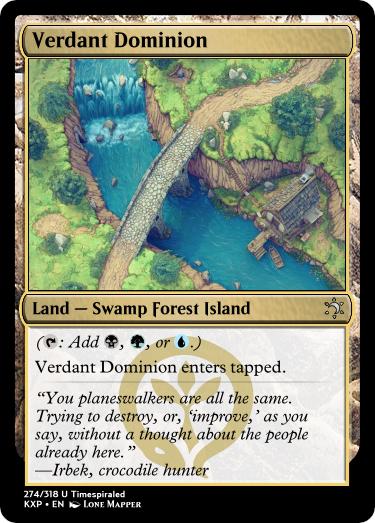 Verdant Dominion
Land — Swamp Forest Island
(: Add , , or .)
Verdant Dominion enters tapped.
“You planeswalkers are all the same.
Trying to destroy, or, ‘improve,’ as you
say, without a thought about the people
already here.”
—Irbek, crocodile hunter
274/318 U Timespiraled
KXP • EN Lone Mapper